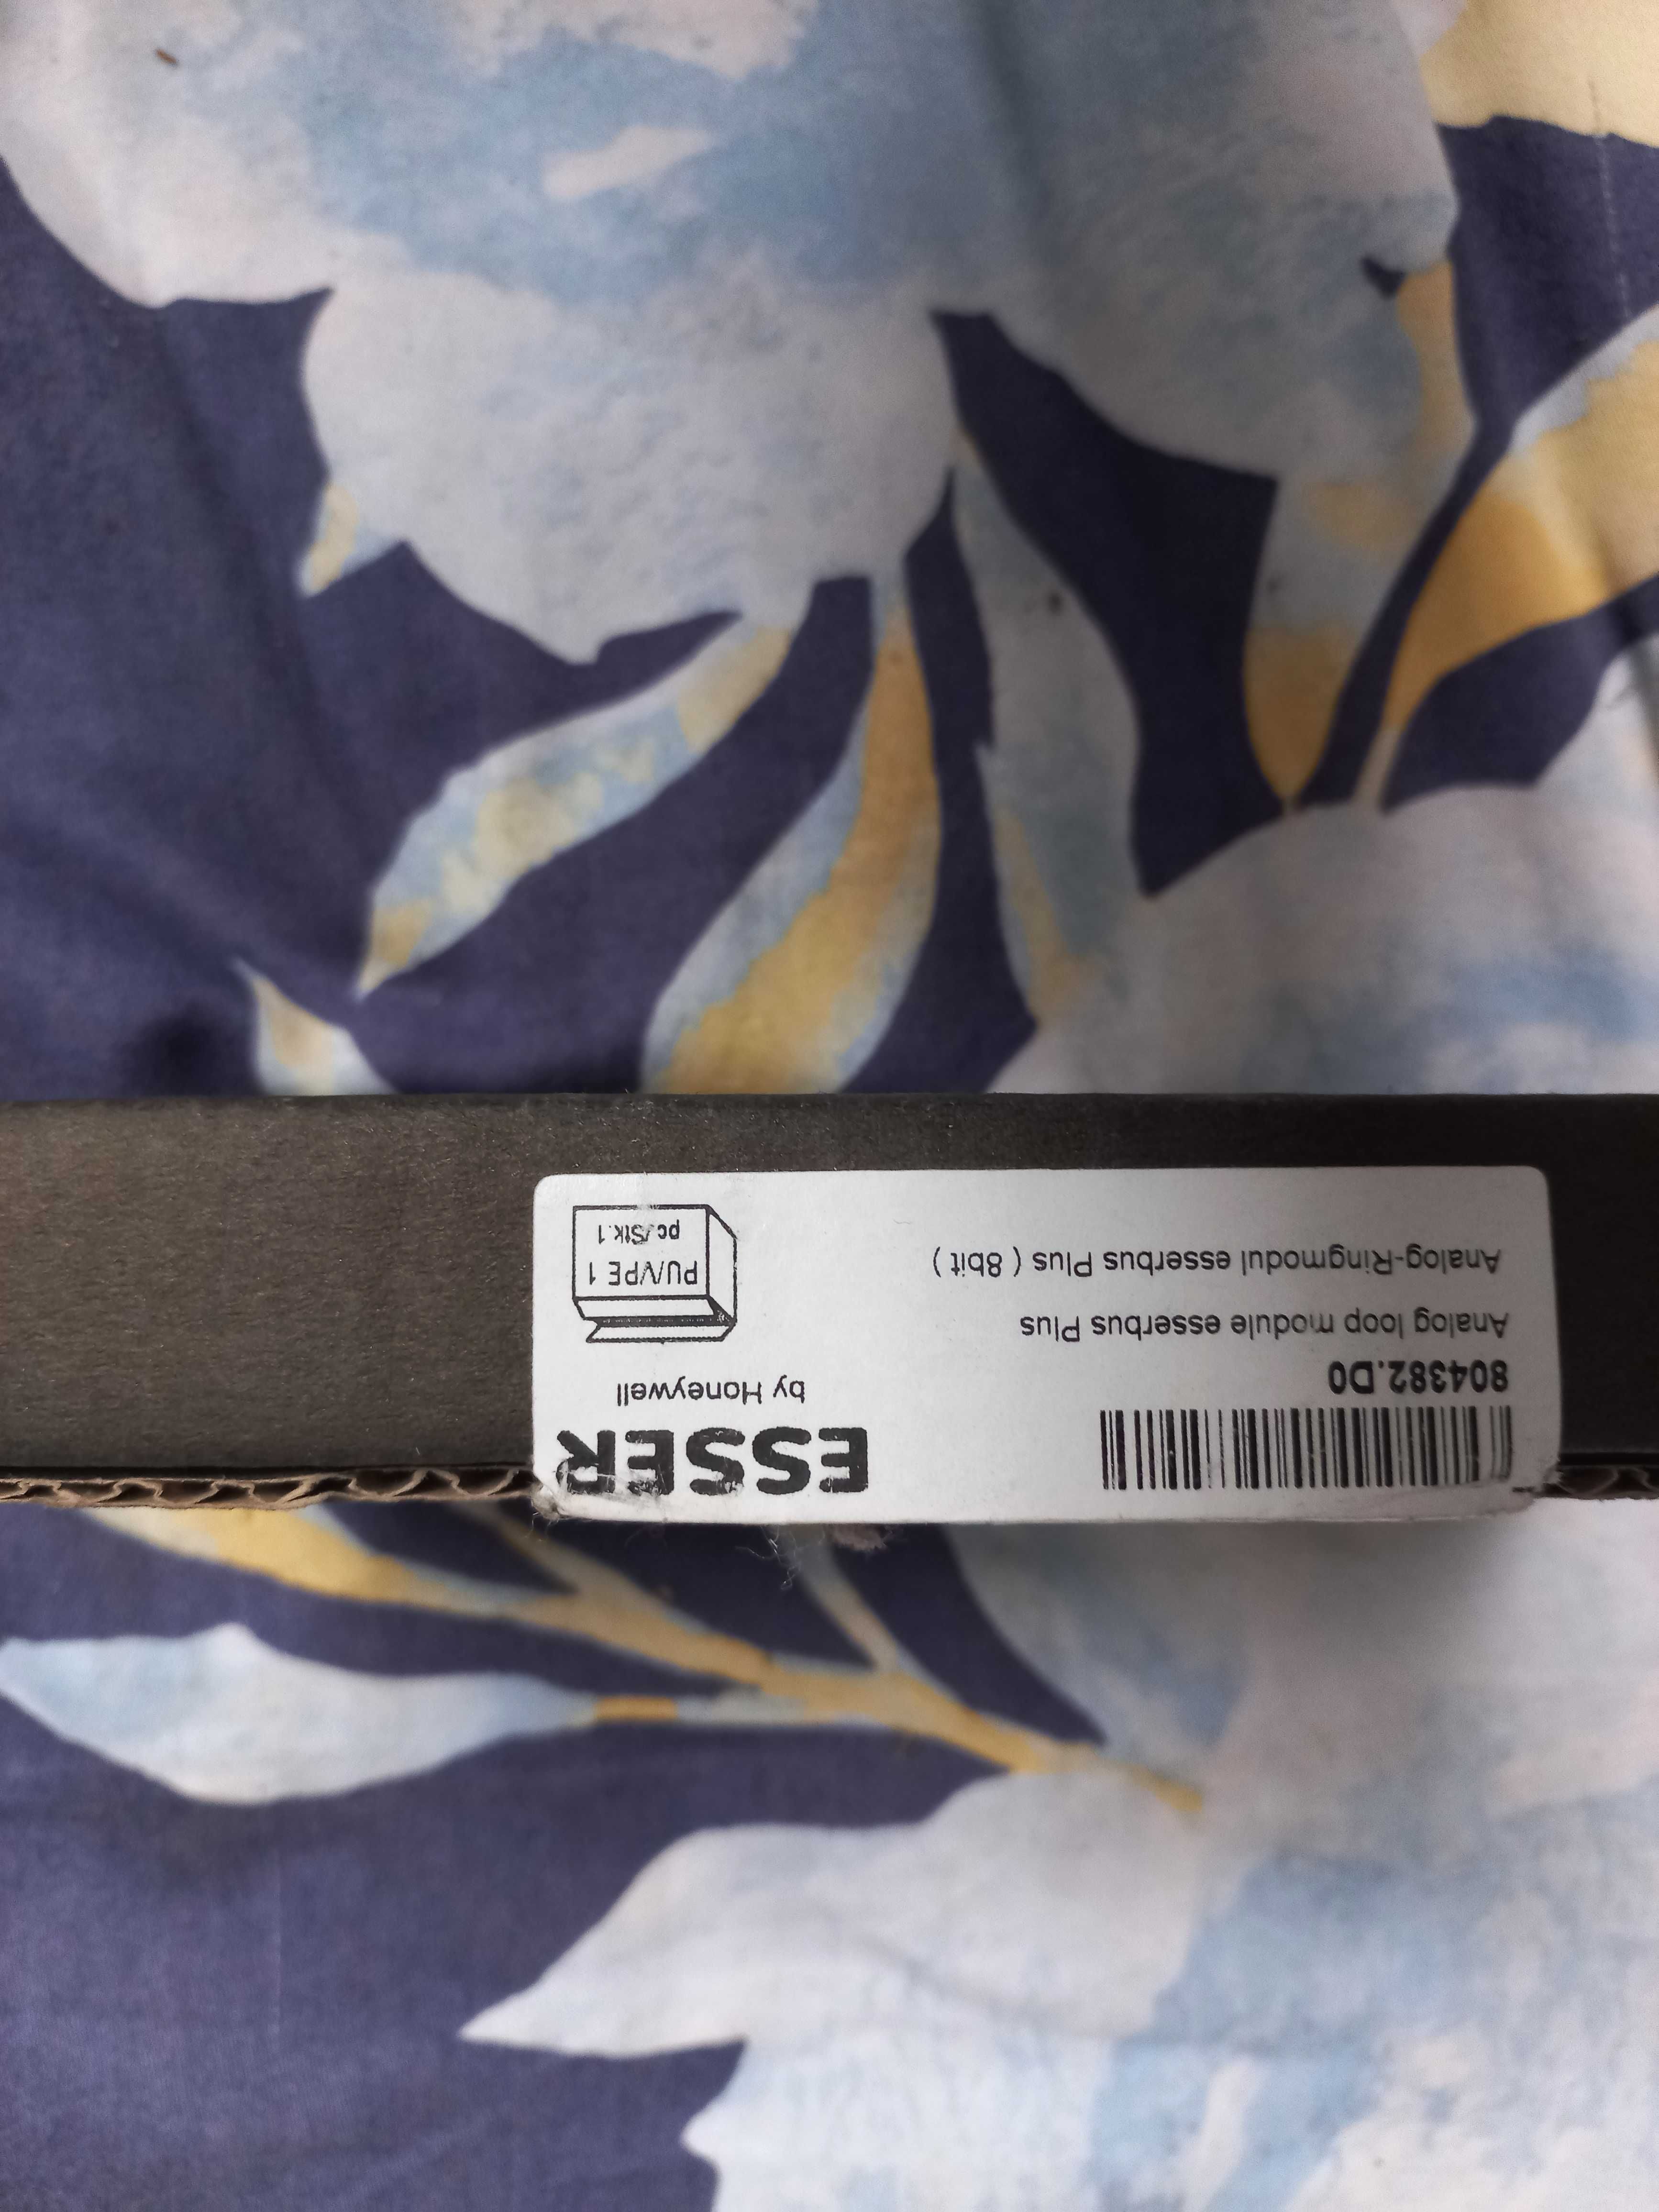 804382.D0
Analog loop module esserbus Plus
Analog-Ringmodul esserbus Plus ( 8bit )
ESSER
by Honeywell
PU/VPE 1
pc./Stk.1